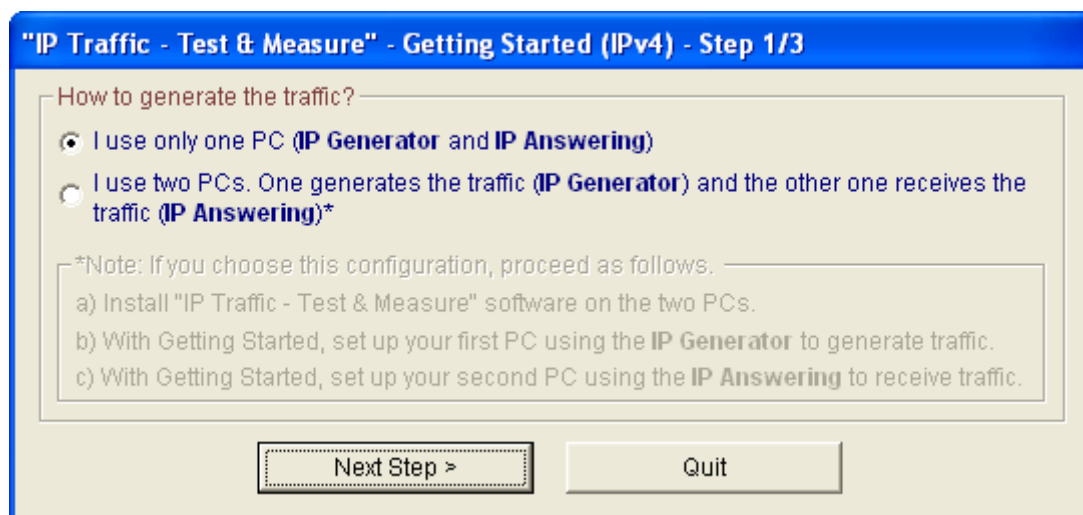 "IP Traffic - Test & Measure" - Getting Started (IPv4) - Step 1/3
How to generate the traffic?
I use only one PC (IP Generator and IP Answering)
I use two PCs. One generates the traffic (IP Generator) and the other one receives the
traffic (IP Answering)*
*Note: If you choose this configuration, proceed as follows.
a) Install "IP Traffic - Test & Measure" software on the two PCs.
b) With Getting Started, set up your first PC using the IP Generator to generate traffic.
c) With Getting Started, set up your second PC using the IP Answering to receive traffic.
Next Step >
Quit